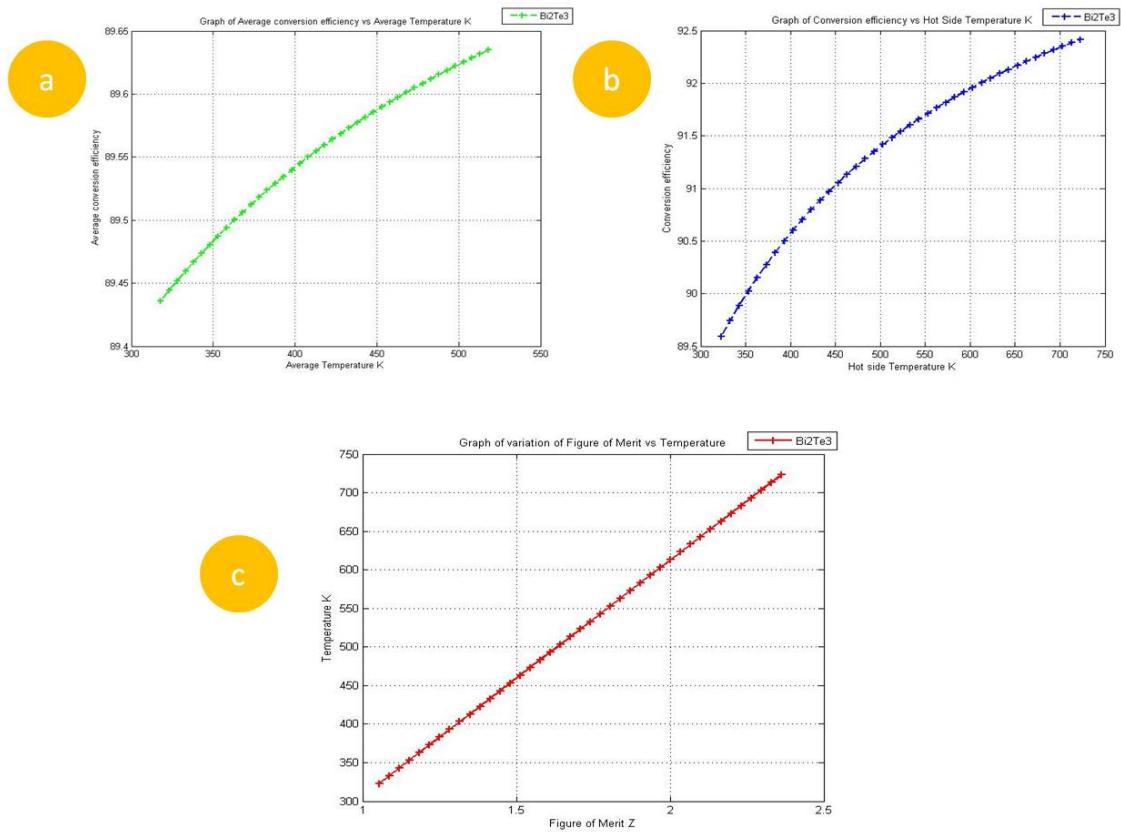 a
Graph of Average conversion efficiency vs Average Temperature K
Bi2Te3
89.65
89.6
89.55
89.5
89.45
89.4
Average conversion efficiency
300 350 400 450 500 550
Average Temperature K
b
Graph of Conversion efficiency vs Hot Side Temperature K
Bi2Te3
92.5
92
91.5
91
90.5
90
89.5
Conversion efficiency
300 350 400 450 500 550 600 650 700 750
Hot side Temperature K
c
Graph of variation of Figure of Merit vs Temperature
Bi2Te3
750
700
650
600
550
500
450
400
350
300
Temperature K
1 1.5 2 2.5
Figure of Merit Z